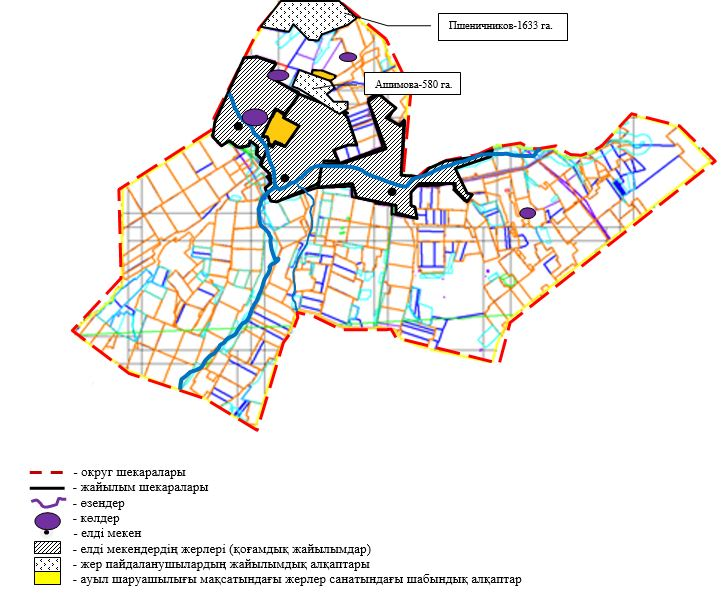 Пшеничников-1633 га.
Ашимова-580 га.
- округ шекаралары
- жайылым шекаралары
- өзендер
- көлдер
- елді мекен
- елді мекендердің жерлері (қоғамдық жайылымдар)
- жер пайдаланушылардың жайылымдық алқаптары
- ауыл шаруашылығы мақсатындағы жерлер санатындағы шабындық алқаптар